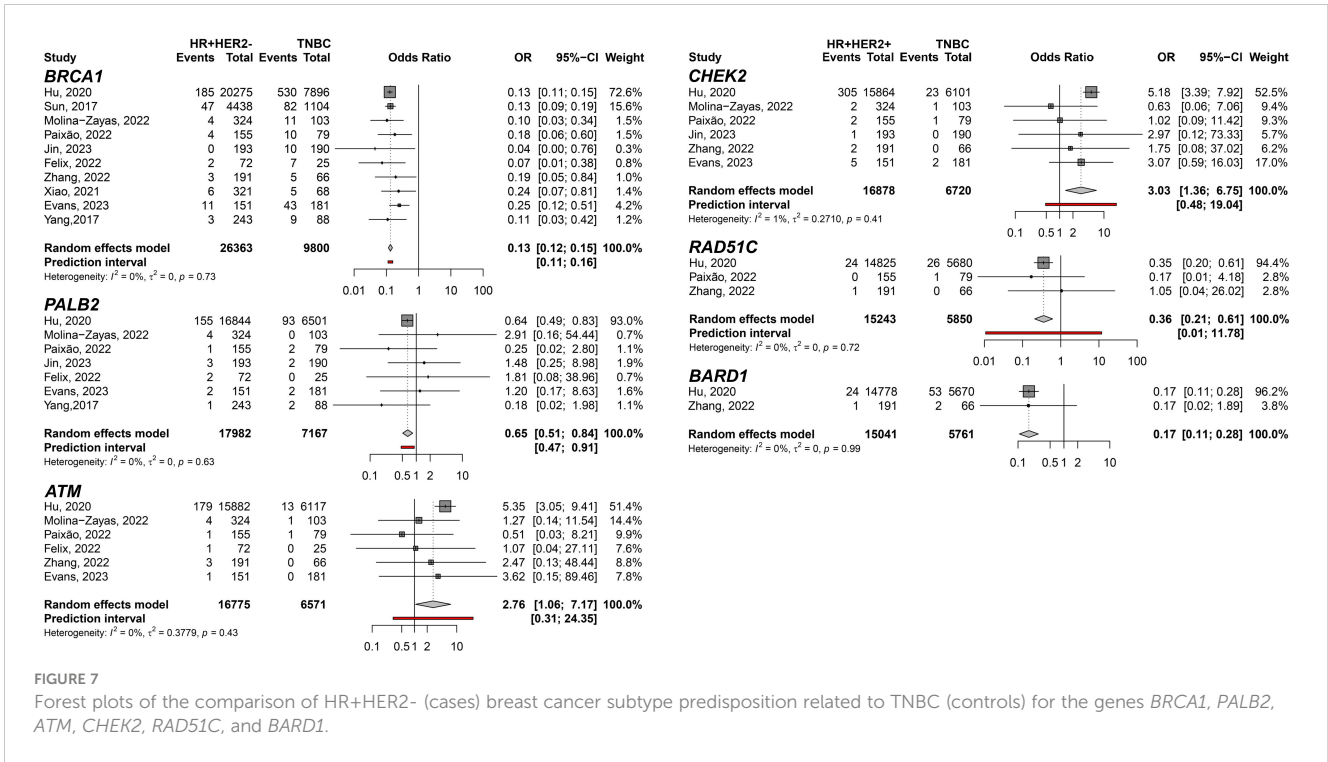 HR+HER2- TNBC
Study Events Total Events Total Odds Ratio OR 95%−CI Weight
BRCA1
Hu, 2020 185 20275 530 7896 0.13 [0.11; 0.15] 72.6%
Sun, 2017 47 4438 82 1104 0.13 [0.09; 0.19] 15.6%
Molina−Zayas, 2022 4 324 11 103 0.10 [0.03; 0.34] 1.5%
Paixão, 2022 4 155 10 79 0.18 [0.06; 0.60] 1.4%
Jin, 2023 0 193 10 190 0.04 [0.00; 0.76] 1.3%
Felix, 2022 2 72 7 25 0.07 [0.01; 0.38] 0.8%
Zhang, 2022 3 191 5 66 0.19 [0.05; 0.84] 1.1%
Xiao, 2021 6 321 5 68 0.24 [0.07; 0.81] 1.4%
Evans, 2023 11 151 43 181 0.25 [0.12; 0.51] 4.2%
Yang,2017 3 243 9 88 0.11 [0.03; 0.42] 1.2%
Random effects model 26363 9800 0.13 [0.12; 0.15] 100.0%
Prediction interval [0.11; 0.16]
Heterogeneity: I² = 0%, τ² = 0, p = 0.73
0.01 0.1 1 10 100
PALB2
Hu, 2020 155 16844 93 6501 0.64 [0.49; 0.83] 93.0%
Molina−Zayas, 2022 4 324 0 103 2.91 [0.16; 54.44] 0.7%
Paixão, 2022 1 155 2 79 0.25 [0.02; 2.80] 1.1%
Jin, 2023 3 193 2 190 1.48 [0.25; 8.98] 1.9%
Felix, 2022 2 72 0 25 1.81 [0.08; 38.96] 0.7%
Evans, 2023 2 151 2 181 1.20 [0.17; 8.63] 1.6%
Yang,2017 1 243 2 88 0.18 [0.02; 1.98] 1.1%
Random effects model 17982 7167 0.65 [0.51; 0.84] 100.0%
Prediction interval [0.47; 0.91]
Heterogeneity: I² = 0%, τ² = 0, p = 0.63
0.1 0.5 1 2 10
ATM
Hu, 2020 179 15882 13 6117 5.35 [3.05; 9.41] 51.4%
Molina−Zayas, 2022 4 324 1 103 1.27 [0.14; 11.54] 14.4%
Paixão, 2022 1 155 1 79 0.51 [0.03; 8.21] 9.9%
Felix, 2022 1 72 0 25 1.07 [0.04; 27.11] 7.6%
Zhang, 2022 3 191 0 66 2.47 [0.13; 48.44] 8.8%
Evans, 2023 1 151 0 181 3.62 [0.15; 89.46] 7.8%
Random effects model 16775 6571 2.76 [1.06; 7.17] 100.0%
Prediction interval [0.31; 24.35]
Heterogeneity: I² = 0%, τ² = 0.3779, p = 0.43
0.1 0.5 1 2 10
HR+HER2+ TNBC
Study Events Total Events Total Odds Ratio OR 95%−CI Weight
CHEK2
Hu, 2020 305 15864 23 6101 5.18 [3.39; 7.92] 52.5%
Molina−Zayas, 2022 2 324 1 103 0.63 [0.06; 7.06] 9.4%
Paixão, 2022 2 155 1 79 1.02 [0.09; 11.42] 9.3%
Jin, 2023 1 193 0 190 2.97 [0.12; 73.33] 5.7%
Zhang, 2022 2 191 0 66 1.75 [0.08; 37.02] 6.2%
Evans, 2023 5 151 2 181 3.07 [0.59; 16.03] 17.0%
Random effects model 16878 6720 3.03 [1.36; 6.75] 100.0%
Prediction interval [0.48; 19.04]
Heterogeneity: I² = 1%, τ² = 0.2710, p = 0.41
0.1 0.5 1 2 10
RAD51C
Hu, 2020 24 14825 26 5680 0.35 [0.20; 0.61] 94.4%
Paixão, 2022 0 155 1 79 0.17 [0.01; 4.18] 2.8%
Zhang, 2022 1 191 0 66 1.05 [0.04; 26.02] 2.8%
Random effects model 15243 5850 0.36 [0.21; 0.61] 100.0%
Prediction interval [0.01; 11.78]
Heterogeneity: I² = 0%, τ² = 0, p = 0.72
0.01 0.1 1 10 100
BARD1
Hu, 2020 24 14778 53 5670 0.17 [0.11; 0.28] 96.2%
Zhang, 2022 1 191 2 66 0.17 [0.02; 1.89] 3.8%
Random effects model 15041 5761 0.17 [0.11; 0.28] 100.0%
Heterogeneity: I² = 0%, τ² = 0, p = 0.99
0.1 0.5 1 2 10
FIGURE 7
Forest plots of the comparison of HR+HER2- (cases) breast cancer subtype predisposition related to TNBC (controls) for the genes BRCA1, PALB2,
ATM, CHEK2, RAD51C, and BARD1.